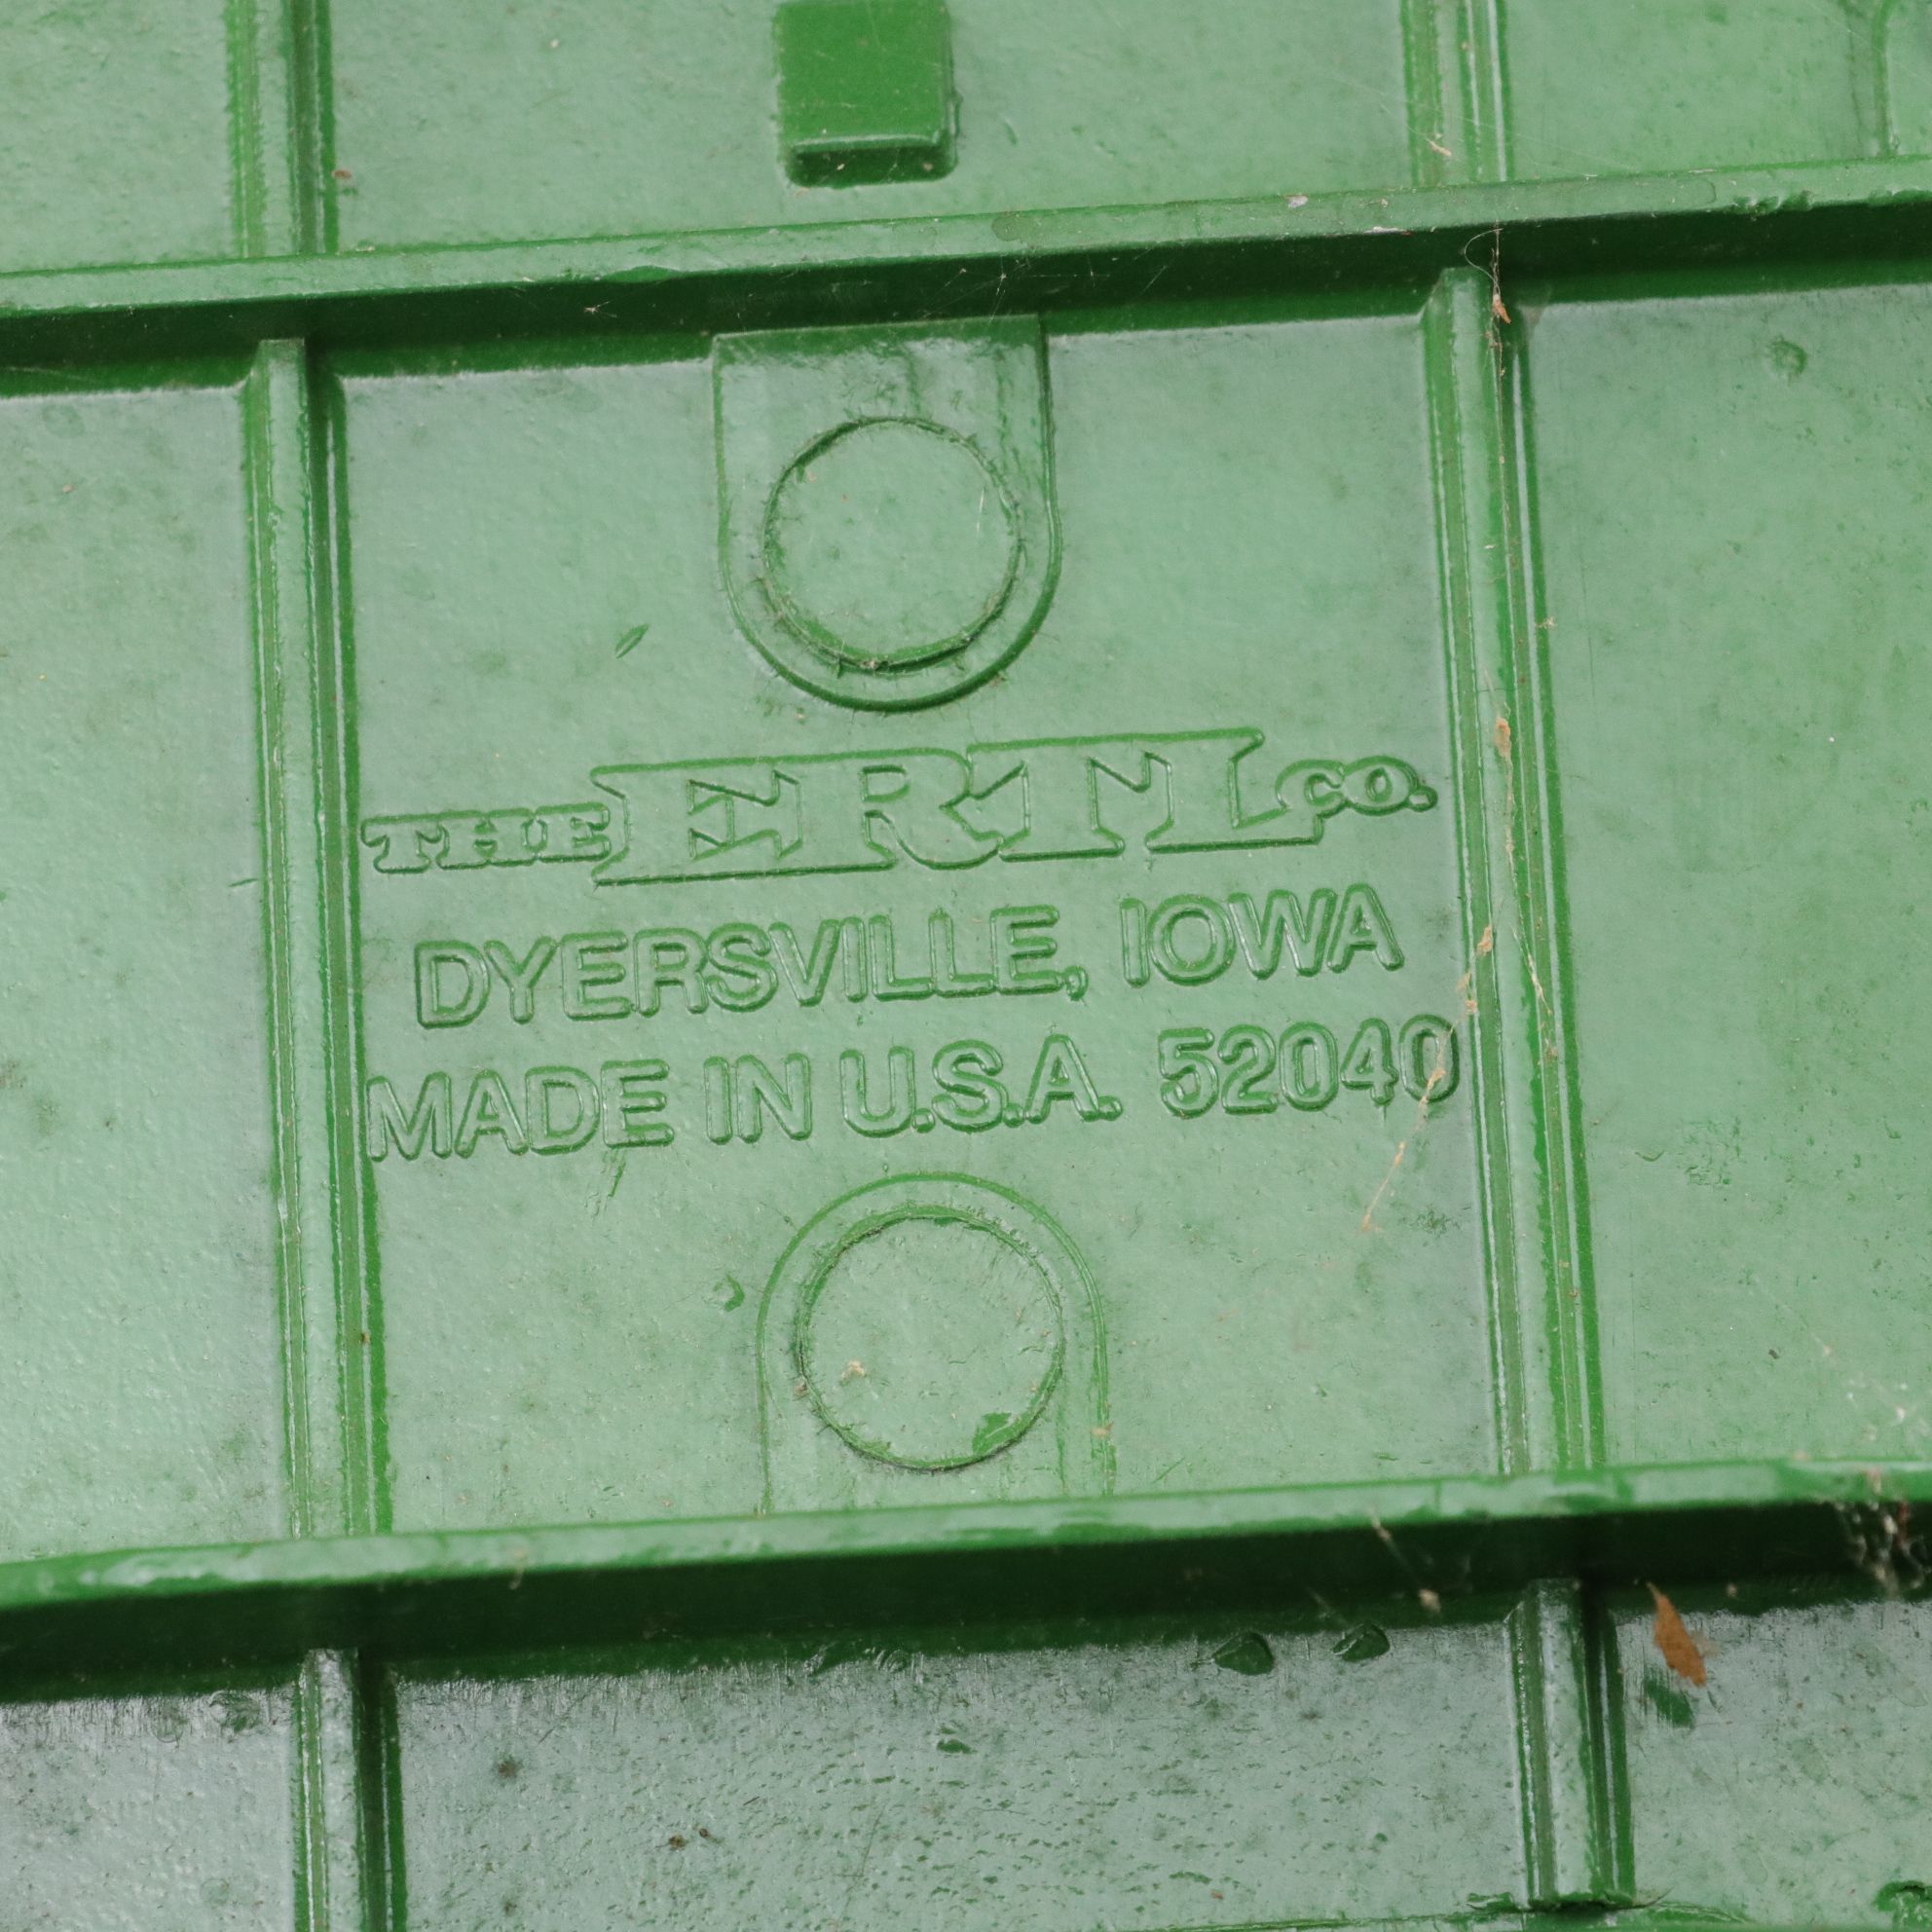 THE ERTL CO.
DYERSVILLE, IOWA
MADE IN U.S.A. 52040